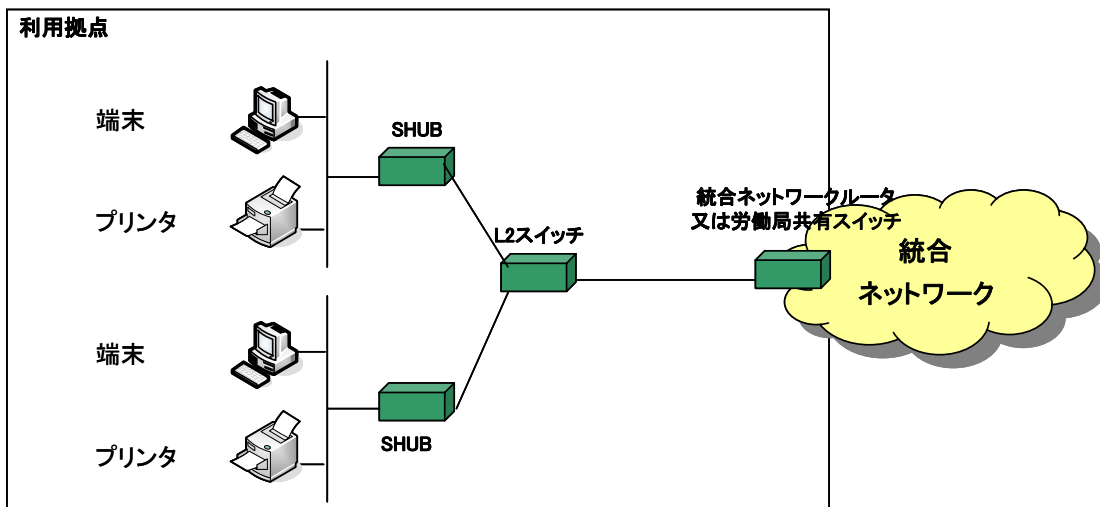 利用拠点
端末
SHUB
プリンタ
統合ネットワークルータ
又は労働局共有スイッチ
L2スイッチ
統合
ネットワーク
端末
プリンタ
SHUB